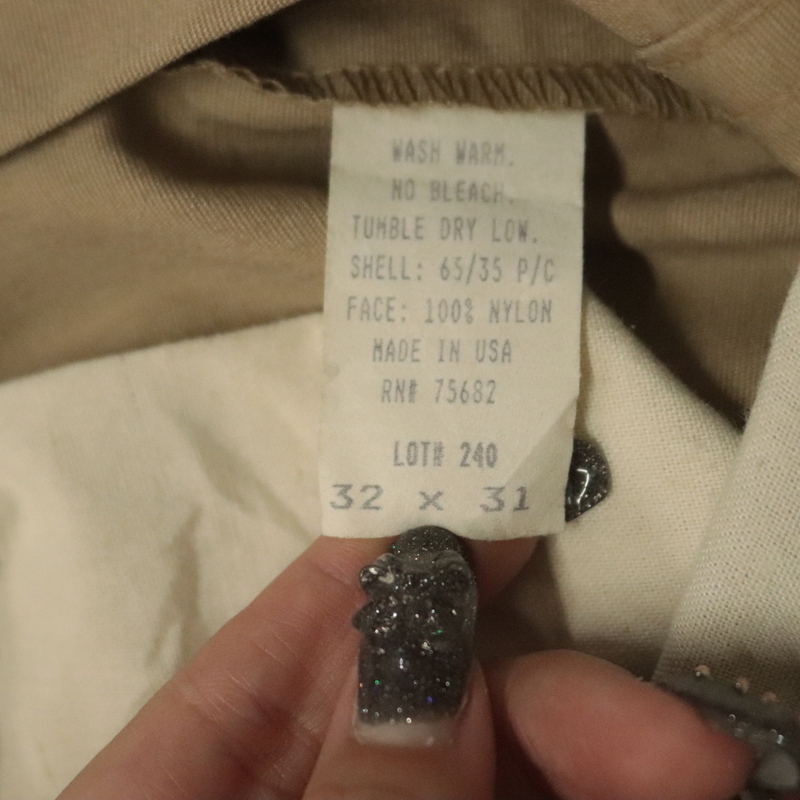 WASH WARM.
NO BLEACH.
TUMBLE DRY LOW.
SHELL: 65/35 P/C
FACE: 100% NYLON
MADE IN USA
RN# 75682
LOT# 240
32 x 31